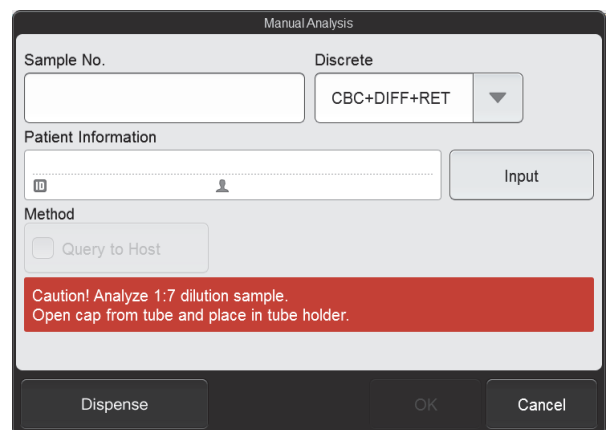 Manual Analysis
Sample No.
Discrete
CBC+DIFF+RET
Patient Information
ID
Input
Method
Query to Host
Caution! Analyze 1:7 dilution sample.
Open cap from tube and place in tube holder.
Dispense
OK
Cancel